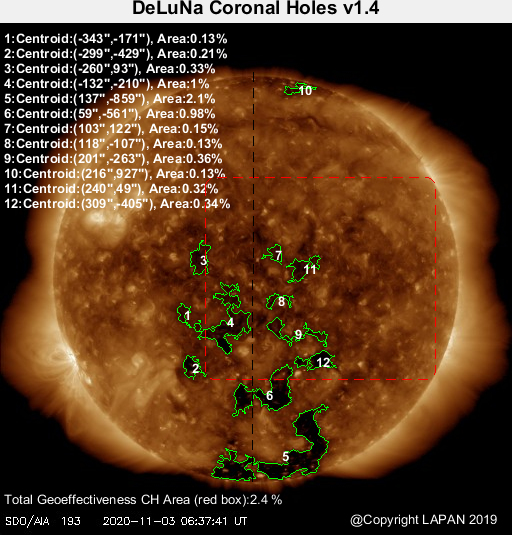 DeLuNa Coronal Holes v1.4
1:Centroid:(-343",-171"), Area:0.13%
2:Centroid:(-299",-429"), Area:0.21%
3:Centroid:(-260",93"), Area:0.33%
4:Centroid:(-132",-210"), Area:1%
5:Centroid:(137",-859"), Area:2.1%
6:Centroid:(59",-561"), Area:0.98%
7:Centroid:(103",122"), Area:0.15%
8:Centroid:(118",-107"), Area:0.13%
9:Centroid:(201",-263"), Area:0.36%
10:Centroid:(216",927"), Area:0.13%
11:Centroid:(240",49"), Area:0.32%
12:Centroid:(309",-405"), Area:0.34%
10
7
3
11
8
1
4
9
12
2
6
5
Total Geoeffectiveness CH Area (red box):2.4 %
SDO/AIA 193 2020-11-03 06:37:41 UT
@Copyright LAPAN 2019